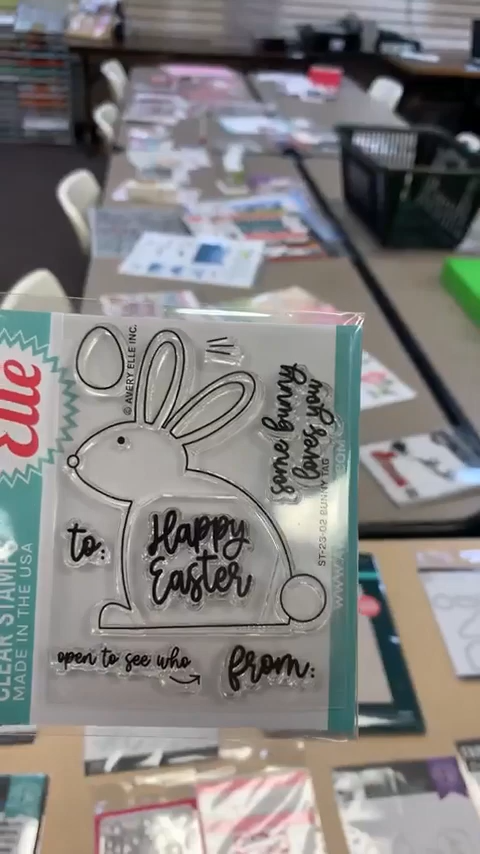 Elle
CLEAR STAMPS
MADE IN THE USA
© AVERY ELLE INC.
some bunny
loves you
ST-23-02 BUNNY TAG
to:
Happy
Easter
open to see who
from: